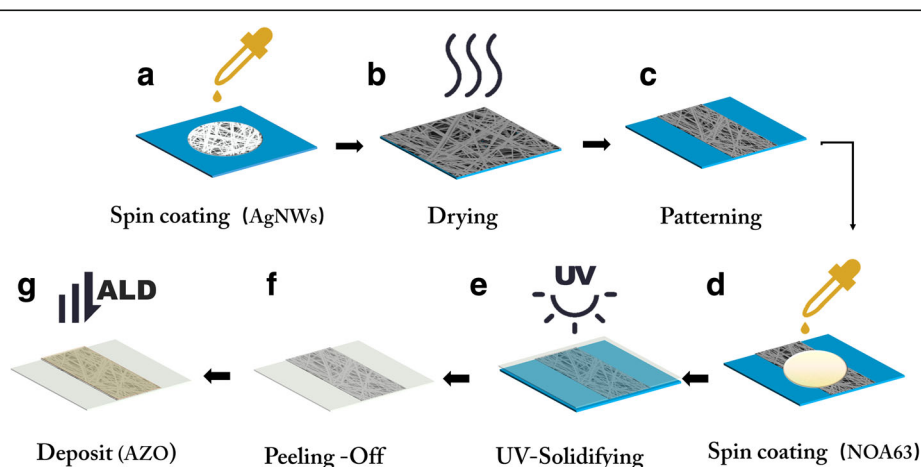 a
b
c
Spin coating (AgNWs)
Drying
Patterning
g
ALD
f
e
UV
d
Deposit (AZO)
Peeling -Off
UV-Solidifying
Spin coating (NOA63)